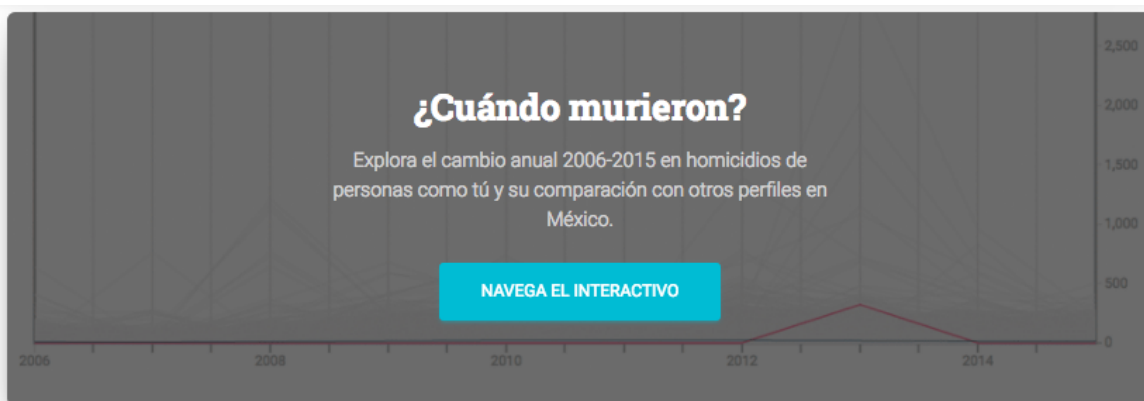 ¿Cuándo murieron?
Explora el cambio anual 2006-2015 en homicidios de
personas como tú y su comparación con otros perfiles en
México.
NAVEGA EL INTERACTIVO
2,500
2,000
1,500
1,000
500
0
2006
2008
2010
2012
2014